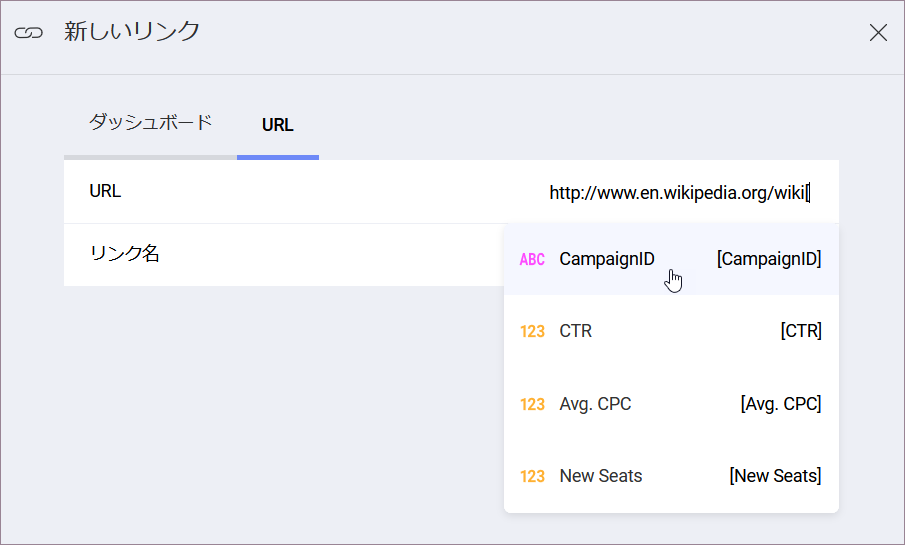 新しいリンク
ダッシュボード URL
URL http://www.en.wikipedia.org/wiki[
リンク名
ABC CampaignID [CampaignID]
123 CTR [CTR]
123 Avg. CPC [Avg. CPC]
123 New Seats [New Seats]